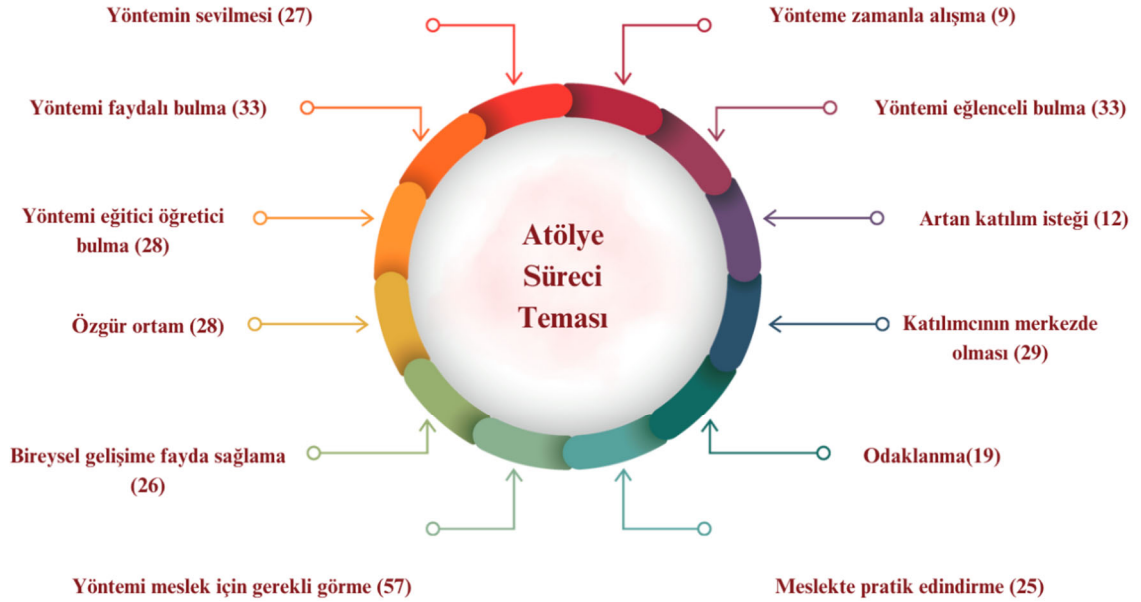 Yöntemin sevilmesi (27)
Yönteme zamanla alışma (9)
Yöntemi faydalı bulma (33)
Yöntemi eğlenceli bulma (33)
Yöntemi eğitici öğretici
bulma (28)
Artan katılım isteği (12)
Atölye
Süreci
Teması
Özgür ortam (28)
Katılımcının merkezde
olması (29)
Bireysel gelişime fayda sağlama
(26)
Odaklanma(19)
Yöntemi meslek için gerekli görme (57)
Meslekte pratik edindirme (25)